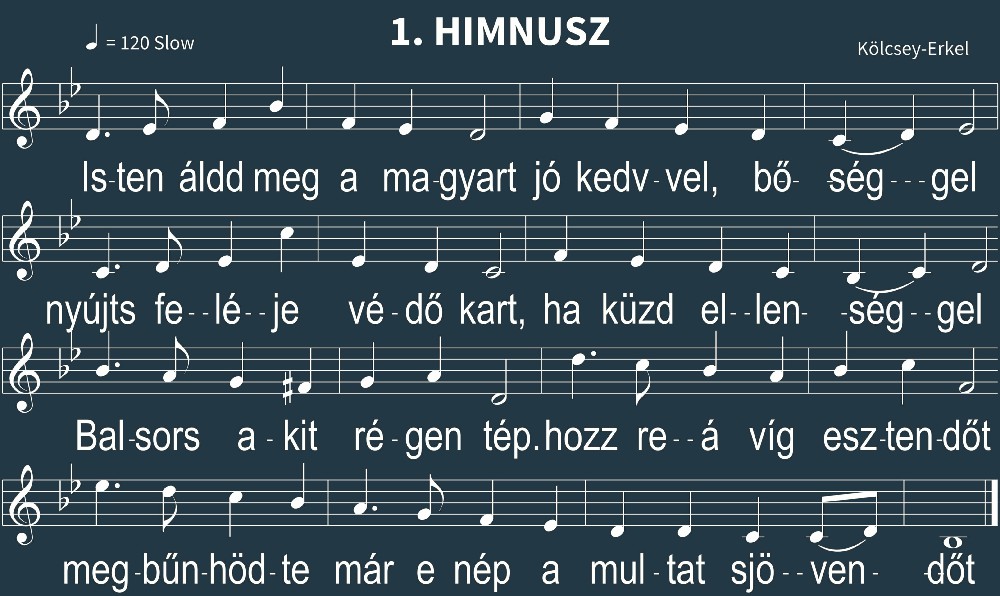 1. HIMNUSZ
= 120 Slow
Kölcsey-Erkel
Is-ten áldd meg a ma-gyart jó kedv-vel, bő- -ség---gel
nyújts fe--lé--je vé-dő kart, ha küzd el--len- -ség--gel
Bal-sors a-kit ré-gen tép. hozz re--á víg esz-ten-dőt
meg-bűn-höd-te már e nép a mul-tat sjö--ven- -dőt